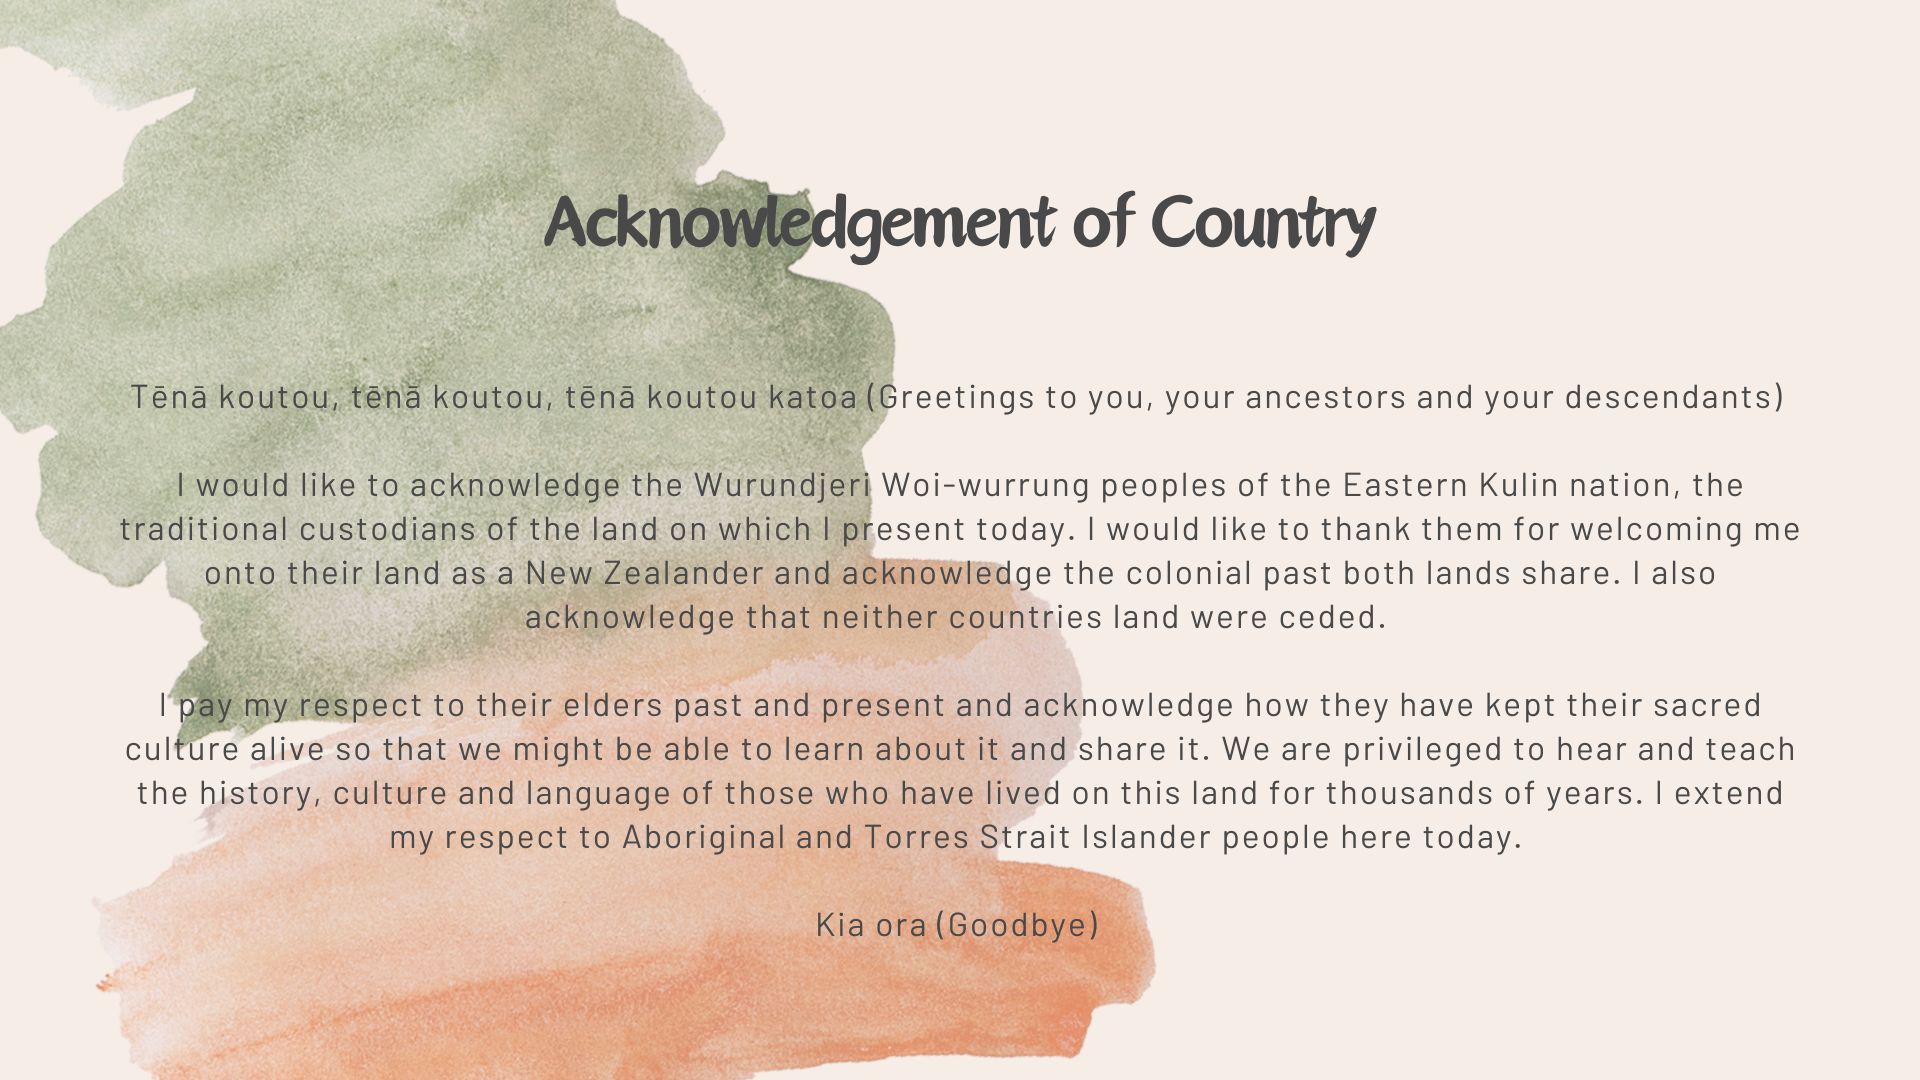 Acknowledgement of Country
Tēnā koutou, tēnā koutou, tēnā koutou katoa (Greetings to you, your ancestors and your descendants)
I would like to acknowledge the Wurundjeri Woi-wurrung peoples of the Eastern Kulin nation, the
traditional custodians of the land on which I present today. I would like to thank them for welcoming me
onto their land as a New Zealander and acknowledge the colonial past both lands share. I also
acknowledge that neither countries land were ceded.
I pay my respect to their elders past and present and acknowledge how they have kept their sacred
culture alive so that we might be able to learn about it and share it. We are privileged to hear and teach
the history, culture and language of those who have lived on this land for thousands of years. I extend
my respect to Aboriginal and Torres Strait Islander people here today.
Kia ora (Goodbye)